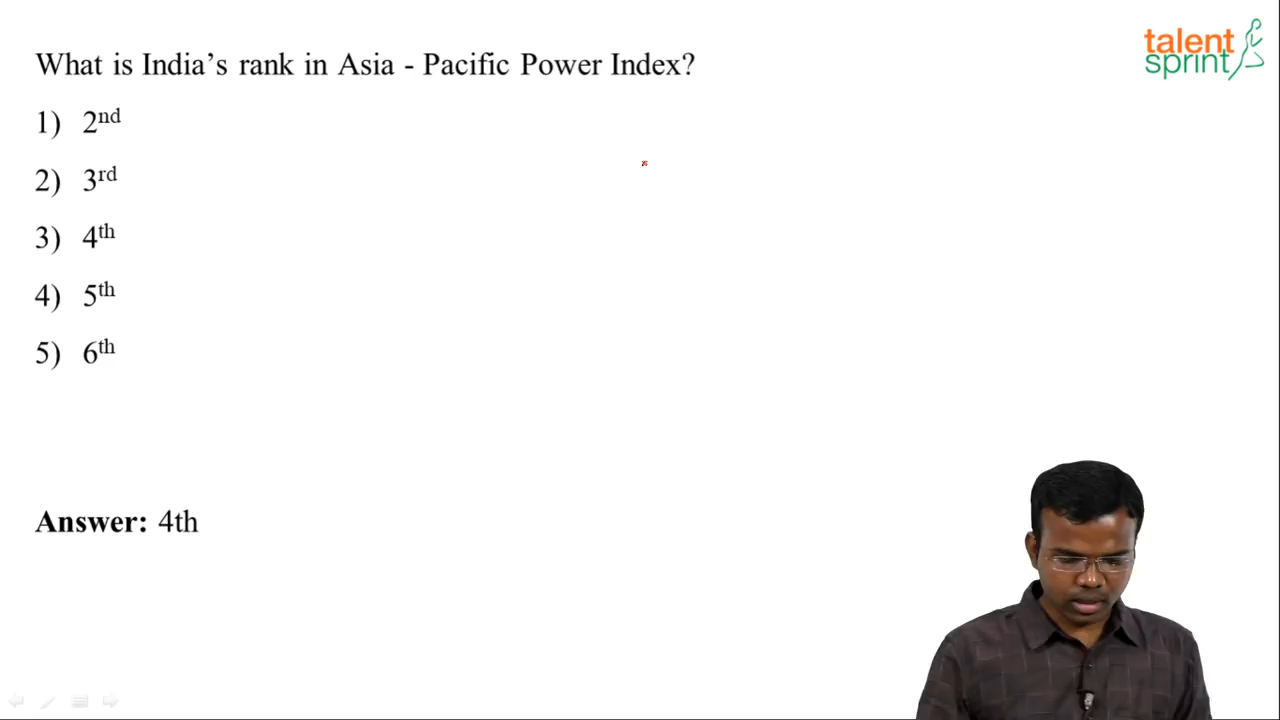 talent
sprint
What is India's rank in Asia - Pacific Power Index?
1) 2nd
2) 3rd
3) 4th
4) 5th
5) 6th
Answer: 4th